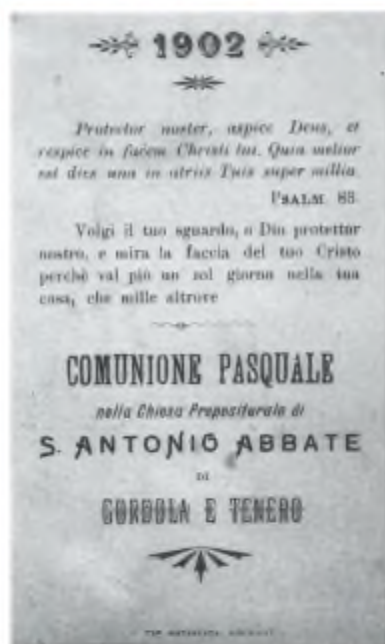 1902
Protector noster, aspice Deus, et
respice in faciem Christi tui. Quia melior
est dies una in atriis Tuis super millia
PSALM 83
Volgi il tuo sguardo, o Dio protettor
nostro, e mira la faccia del tuo Cristo
perchè val più un sol giorno nella tua
casa, che mille altrove
COMUNIONE PASQUALE
nella Chiesa Prepositurale di
S. ANTONIO ABBATE
DI
GORDOLA E TENERO
TIP.